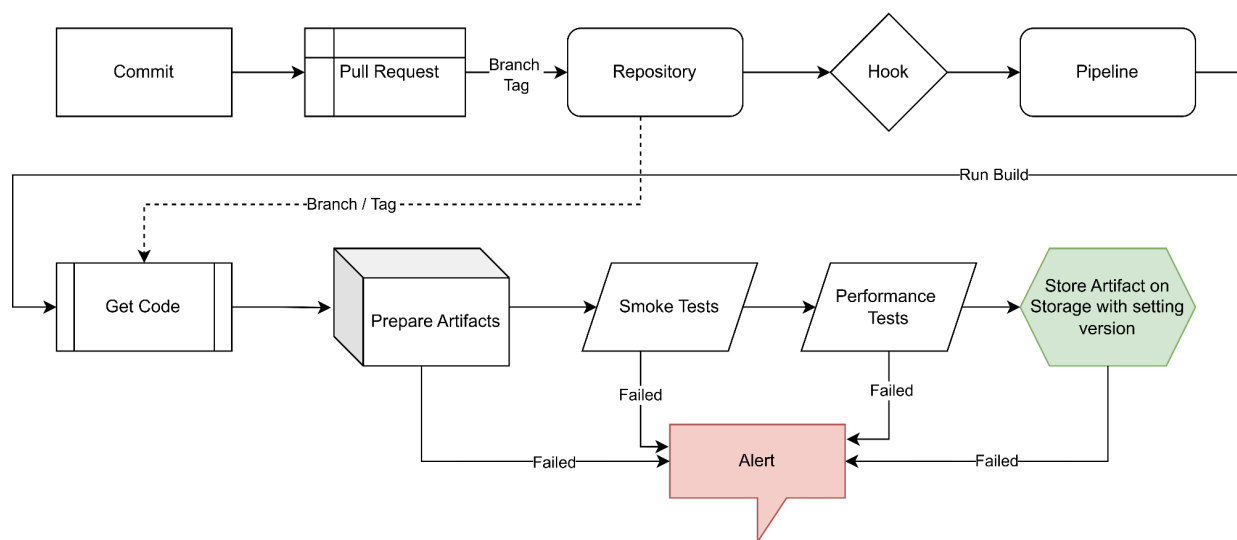 Commit
Pull Request
Branch
Tag
Repository
Hook
Pipeline
Run Build
Branch / Tag
Get Code
Prepare Artifacts
Smoke Tests
Performance
Tests
Store Artifact on
Storage with setting
version
Failed
Failed
Failed
Alert
Failed